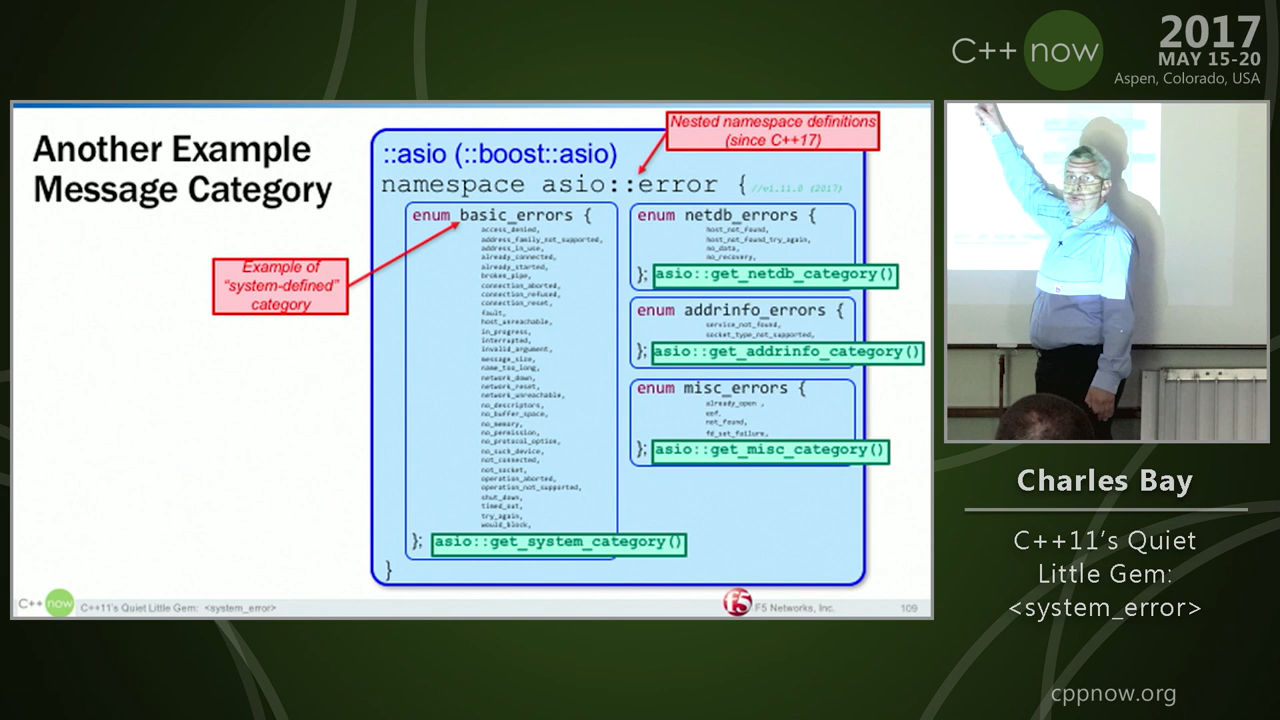 C++ now
2017
MAY 15-20
Aspen, Colorado, USA
Another Example
Message Category
Nested namespace definitions
(since C++17)
::asio (::boost::asio)
namespace asio::error { //v1.11.0 (2017)
Example of
“system-defined”
category
enum basic_errors {
access_denied,
address_family_not_supported,
address_in_use,
already_connected,
already_started,
broken_pipe,
connection_aborted,
connection_refused,
connection_reset,
fault,
host_unreachable,
in_progress,
interrupted,
invalid_argument,
message_size,
name_too_long,
network_down,
network_reset,
network_unreachable,
no_descriptors,
no_buffer_space,
no_memory,
no_permission,
no_protocol_option,
no_such_device,
not_connected,
not_socket,
operation_aborted,
operation_not_supported,
shut_down,
timed_out,
try_again,
would_block,
}; asio::get_system_category()
}
enum netdb_errors {
host_not_found,
host_not_found_try_again,
no_data,
no_recovery,
}; asio::get_netdb_category()
enum addrinfo_errors {
service_not_found,
socket_type_not_supported,
}; asio::get_addrinfo_category()
enum misc_errors {
already_open ,
eof,
not_found,
fd_set_failure,
}; asio::get_misc_category()
C++ now C++11’s Quiet Little Gem: <system_error>
f5 F5 Networks, Inc.
109
Charles Bay
C++11’s Quiet
Little Gem:
<system_error>
cppnow.org